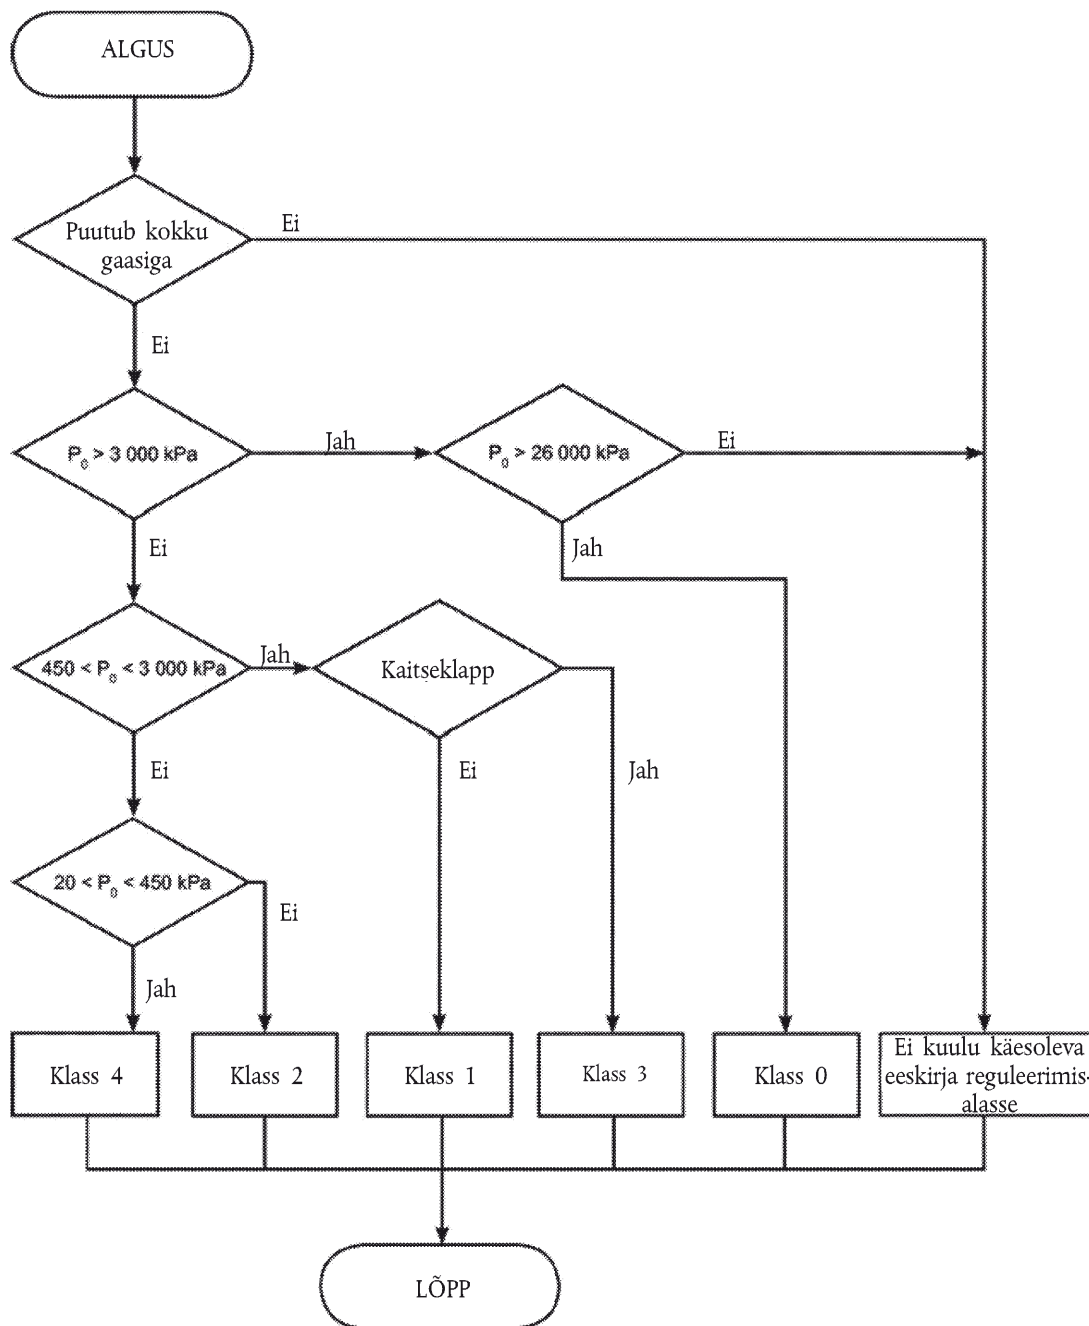 ALGUS
Puutub kokku
gaasiga
Ei
Ei
P₀ > 3 000 kPa
Jah
P₀ > 26 000 kPa
Ei
Ei
Jah
450 < P₀ < 3 000 kPa
Jah
Kaitseklapp
Ei
Ei
Jah
20 < P₀ < 450 kPa
Ei
Jah
Klass 4
Klass 2
Klass 1
Klass 3
Klass 0
Ei kuulu käesoleva
eeskirja reguleerimis-
alasse
LÕPP